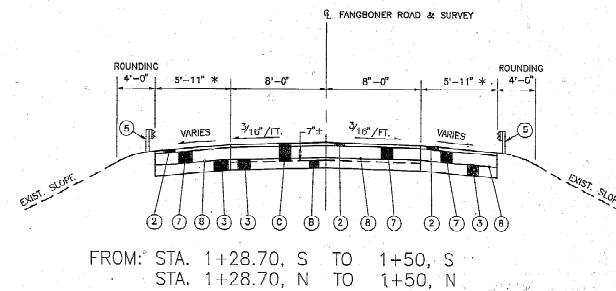 ℄ FANGBONER ROAD & SURVEY
ROUNDING ROUNDING
4'-0" 5'-11" * 8'-0" 8'-0" 5'-11" * 4'-0"
5 VARIES 3/16"/FT. 7"± 3/16"/FT. VARIES 5
EXIST. SLOPE EXIST. SLOPE
2 7 8 3 3 C B 2 8 7 2 7 3 8
FROM: STA. 1+28.70, S TO 1+50, S
STA. 1+28.70, N TO 1+50, N